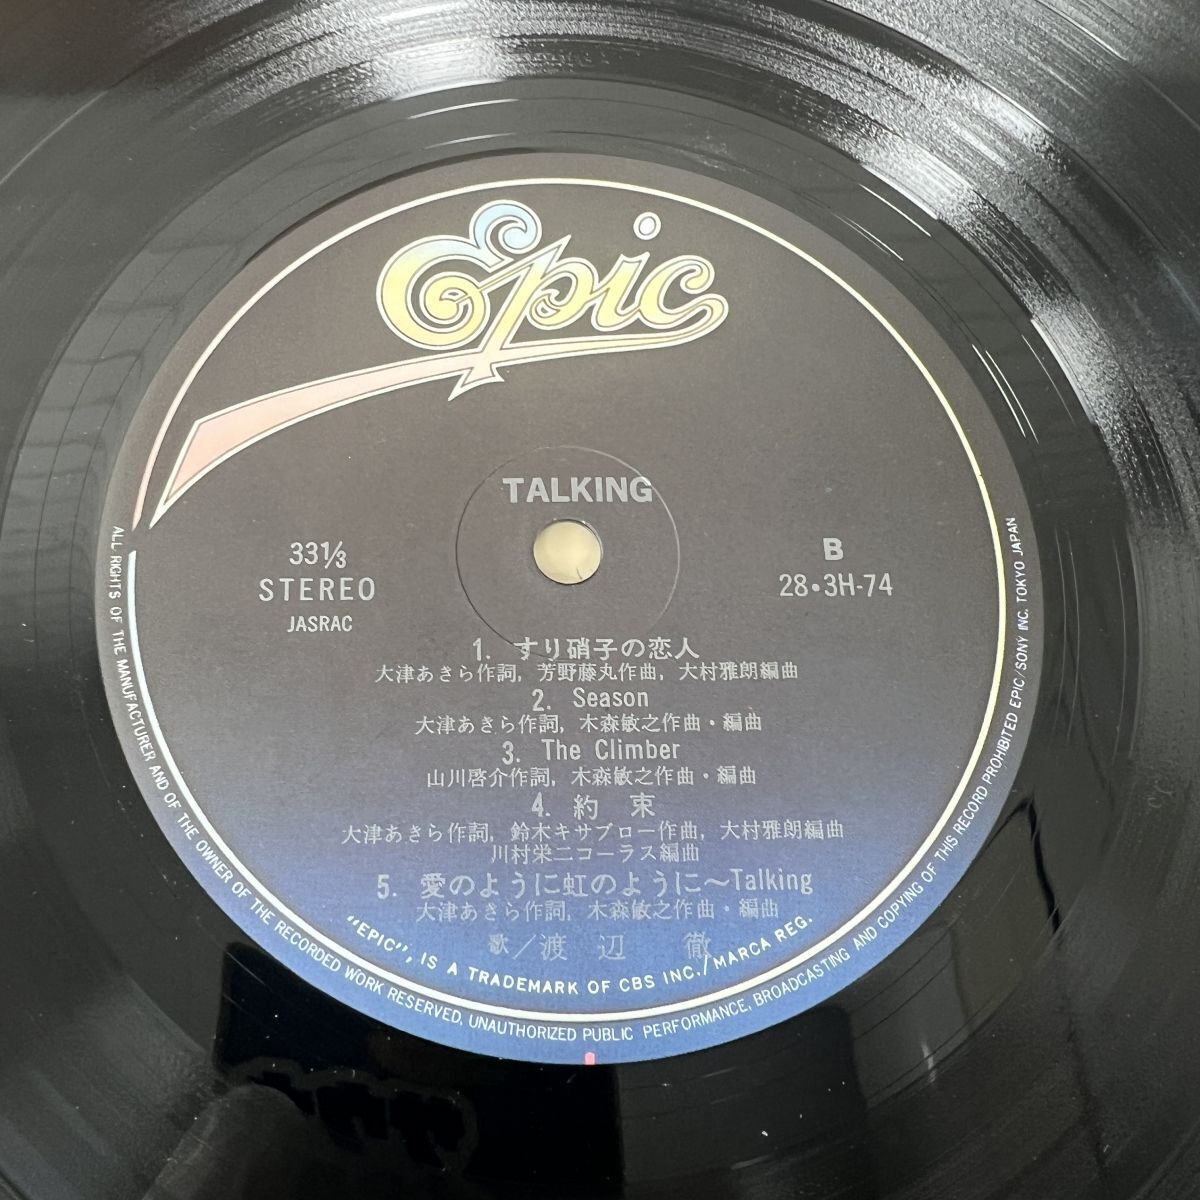 Epic
TALKING
33⅓
STEREO
JASRAC
B
28・3H-74
1. すり硝子の恋人
大津あきら作詞, 芳野藤丸作曲, 大村雅朗編曲
2. Season
大津あきら作詞, 木森敏之作曲・編曲
3. The Climber
山川啓介作詞, 木森敏之作曲・編曲
4. 約束
大津あきら作詞, 鈴木キサブロー作曲, 大村雅朗編曲
川村栄二コーラス編曲
5. 愛のように虹のように〜Talking
大津あきら作詞, 木森敏之作曲・編曲
歌／渡辺 徹
"EPIC", IS A TRADEMARK OF CBS INC./MARCA REG.
ALL RIGHTS OF THE MANUFACTURER AND OF THE OWNER OF THE RECORDED WORK RESERVED. UNAUTHORIZED PUBLIC PERFORMANCE, BROADCASTING AND COPYING OF THIS RECORD PROHIBITED EPIC/SONY INC. TOKYO JAPAN